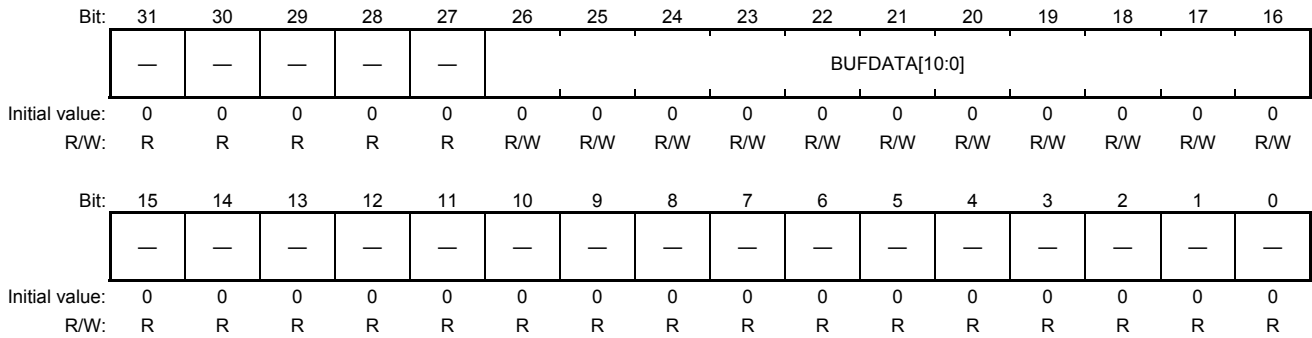 Bit: 31 30 29 28 27 26 25 24 23 22 21 20 19 18 17 16
— — — — — BUFDATA[10:0]
Initial value: 0 0 0 0 0 0 0 0 0 0 0 0 0 0 0 0
R/W: R R R R R R/W R/W R/W R/W R/W R/W R/W R/W R/W R/W R/W
Bit: 15 14 13 12 11 10 9 8 7 6 5 4 3 2 1 0
— — — — — — — — — — — — — — — —
Initial value: 0 0 0 0 0 0 0 0 0 0 0 0 0 0 0 0
R/W: R R R R R R R R R R R R R R R R